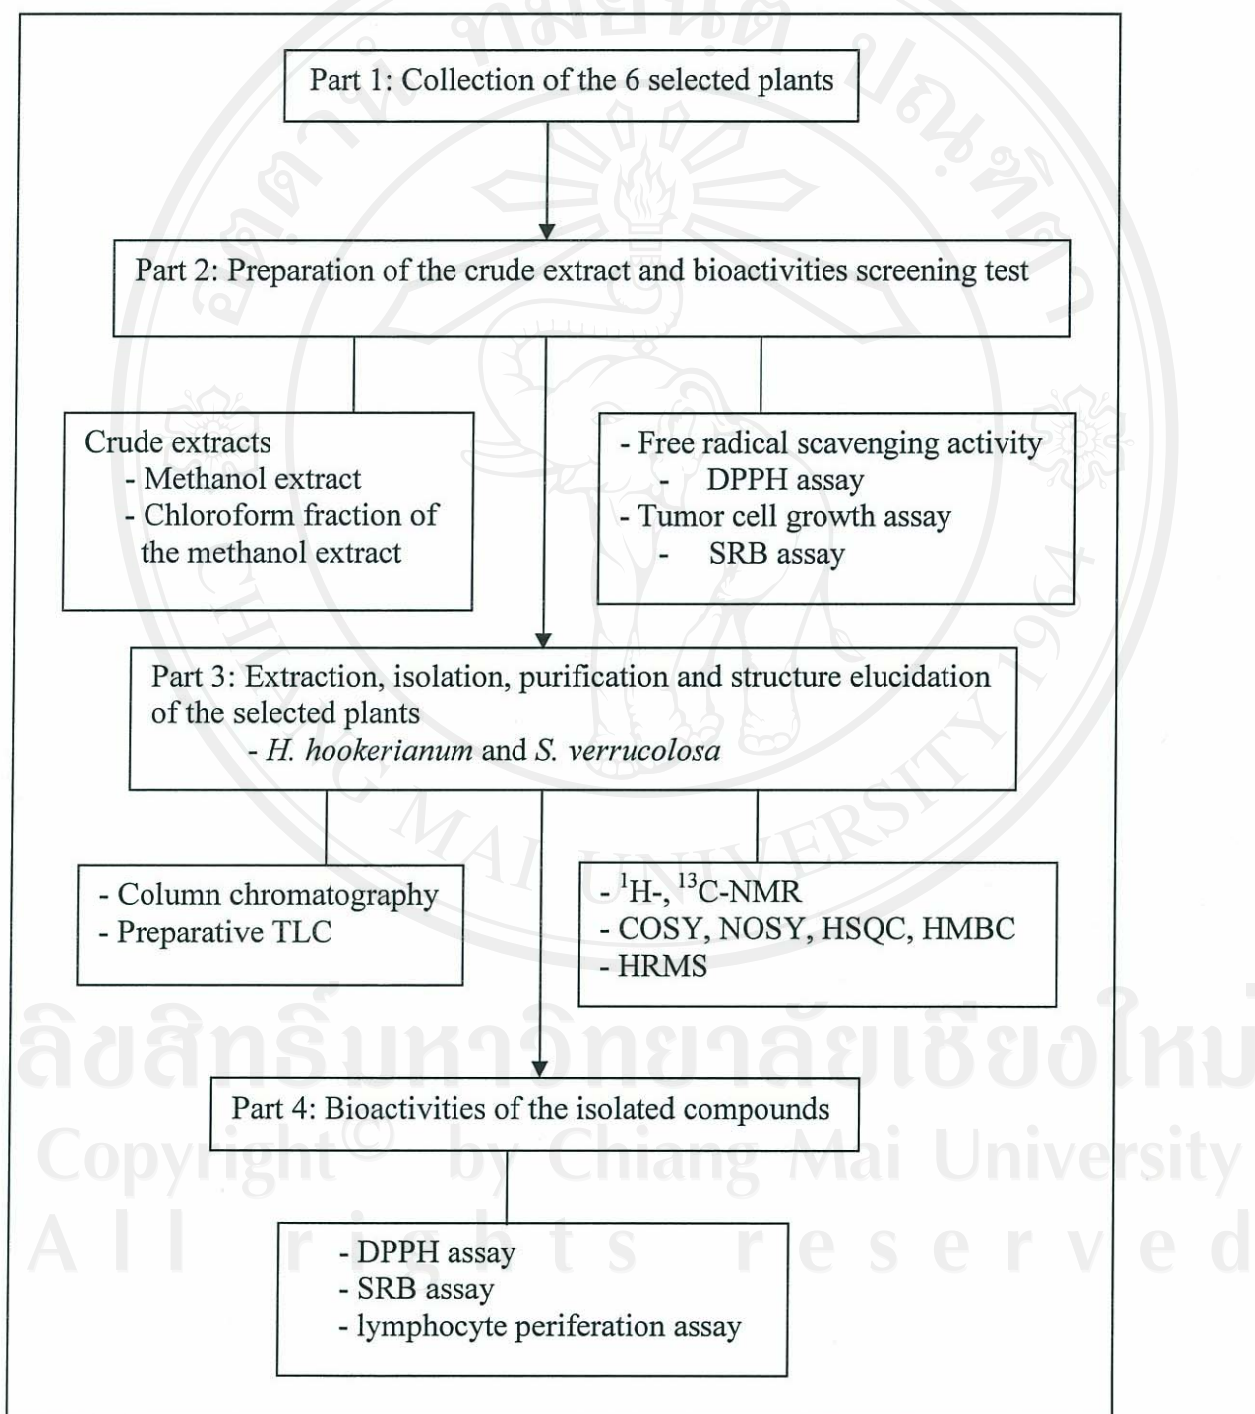 Part 1: Collection of the 6 selected plants
Part 2: Preparation of the crude extract and bioactivities screening test
Crude extracts
- Methanol extract
- Chloroform fraction of
the methanol extract
- Free radical scavenging activity
- DPPH assay
- Tumor cell growth assay
- SRB assay
Part 3: Extraction, isolation, purification and structure elucidation
of the selected plants
- H. hookerianum and S. verrucolosa
- Column chromatography
- Preparative TLC
- ¹H-, ¹³C-NMR
- COSY, NOSY, HSQC, HMBC
- HRMS
Part 4: Bioactivities of the isolated compounds
- DPPH assay
- SRB assay
- lymphocyte periferation assay
CHIANG MAI UNIVERSITY 1964
ลิขสิทธิ์มหาวิทยาลัยเชียงใหม่
Copyright© by Chiang Mai University
All rights reserved